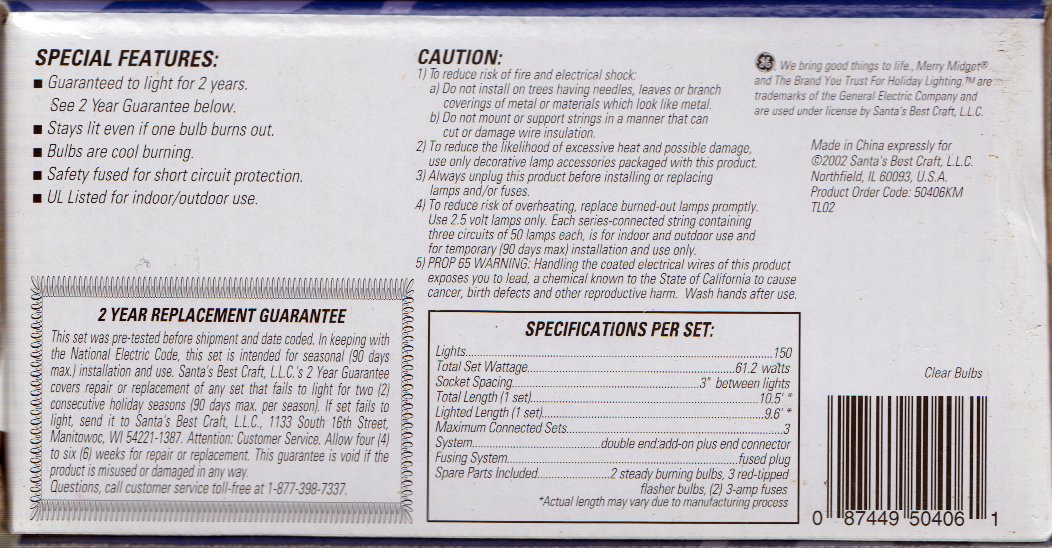 SPECIAL FEATURES:
■ Guaranteed to light for 2 years.
See 2 Year Guarantee below.
■ Stays lit even if one bulb burns out.
■ Bulbs are cool burning.
■ Safety fused for short circuit protection.
■ UL Listed for indoor/outdoor use.
2 YEAR REPLACEMENT GUARANTEE
This set was pre-tested before shipment and date coded. In keeping with
the National Electric Code, this set is intended for seasonal (90 days
max.) installation and use. Santa's Best Craft, L.L.C.'s 2 Year Guarantee
covers repair or replacement of any set that fails to light for two (2)
consecutive holiday seasons (90 days max. per season). If set fails to
light, send it to Santa's Best Craft, L.L.C., 1133 South 16th Street,
Manitowoc, WI 54221-1387. Attention: Customer Service. Allow four (4)
to six (6) weeks for repair or replacement. This guarantee is void if the
product is misused or damaged in any way.
Questions, call customer service toll-free at 1-877-398-7337.
CAUTION:
1) To reduce risk of fire and electrical shock:
a) Do not install on trees having needles, leaves or branch
coverings of metal or materials which look like metal.
b) Do not mount or support strings in a manner that can
cut or damage wire insulation.
2) To reduce the likelihood of excessive heat and possible damage,
use only decorative lamp accessories packaged with this product.
3) Always unplug this product before installing or replacing
lamps and/or fuses.
4) To reduce risk of overheating, replace burned-out lamps promptly.
Use 2.5 volt lamps only. Each series-connected string containing
three circuits of 50 lamps each, is for indoor and outdoor use and
for temporary (90 days max) installation and use only.
5) PROP 65 WARNING: Handling the coated electrical wires of this product
exposes you to lead, a chemical known to the State of California to cause
cancer, birth defects and other reproductive harm. Wash hands after use.
SPECIFICATIONS PER SET:
Lights...150
Total Set Wattage...61.2 watts
Socket Spacing...3" between lights
Total Length (1 set)...10.5' *
Lighted Length (1 set)...9.6' *
Maximum Connected Sets...3
System...double end:add-on plus end connector
Fusing System...fused plug
Spare Parts Included...2 steady burning bulbs, 3 red-tipped
flasher bulbs, (2) 3-amp fuses
*Actual length may vary due to manufacturing process
GE, We bring good things to life., Merry Midget®
and The Brand You Trust For Holiday Lighting.™ are
trademarks of the General Electric Company and
are used under license by Santa's Best Craft, L.L.C.
Made in China expressly for
©2002 Santa's Best Craft, L.L.C.
Northfield, IL 60093, U.S.A.
Product Order Code: 50406KM
TL02
Clear Bulbs
0 87449 50406 1